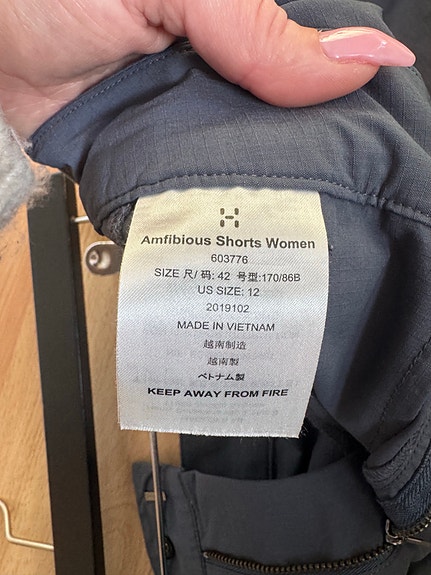 Amfibious Shorts Women
603776
SIZE 尺/ 码: 42 号型:170/86B
US SIZE: 12
2019102
MADE IN VIETNAM
越南制造
越南製
ベトナム製
KEEP AWAY FROM FIRE